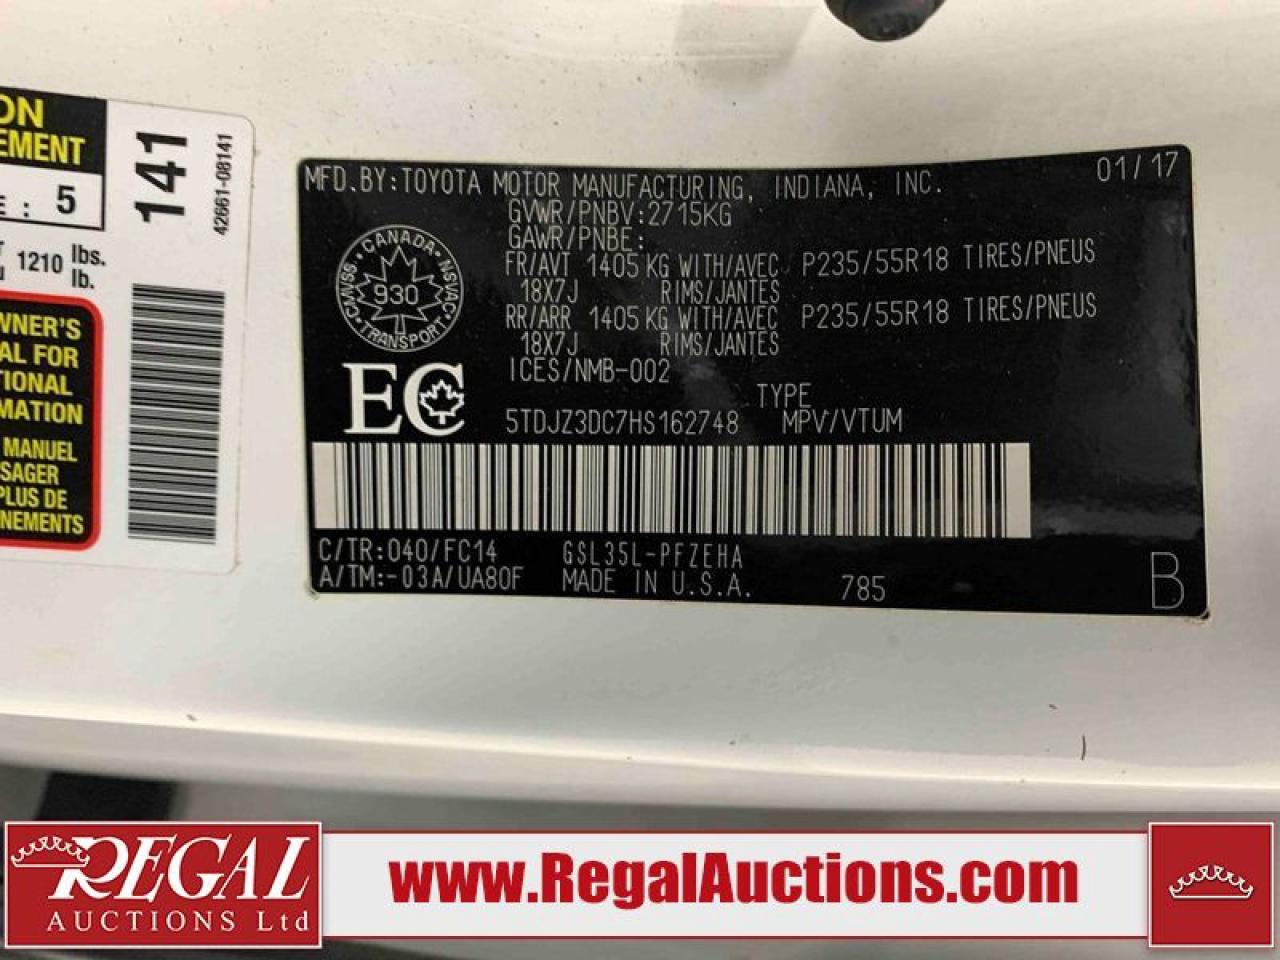 ON
EMENT
E : 5
1210 lbs.
lb.
WNER'S
AL FOR
TIONAL
MATION
MANUEL
SAGER
PLUS DE
NEMENTS
141
42661-08141
MFD.BY:TOYOTA MOTOR MANUFACTURING, INDIANA, INC. 01/17
GVWR/PNBV:2715KG
GAWR/PNBE:
FR/AVT 1405KG WITH/AVEC P235/55R18 TIRES/PNEUS
18X7J RIMS/JANTES
RR/ARR 1405KG WITH/AVEC P235/55R18 TIRES/PNEUS
18X7J RIMS/JANTES
ICES/NMB-002
TYPE
5TDJZ3DC7HS162748 MPV/VTUM
CANADA
NSVAC
TRANSPORT
CMVSS
930
EC
C/TR:040/FC14 GSL35L-PFZEHA
A/TM:-03A/UA80F MADE IN U.S.A. 785 B
REGAL
AUCTIONS Ltd
www.RegalAuctions.com